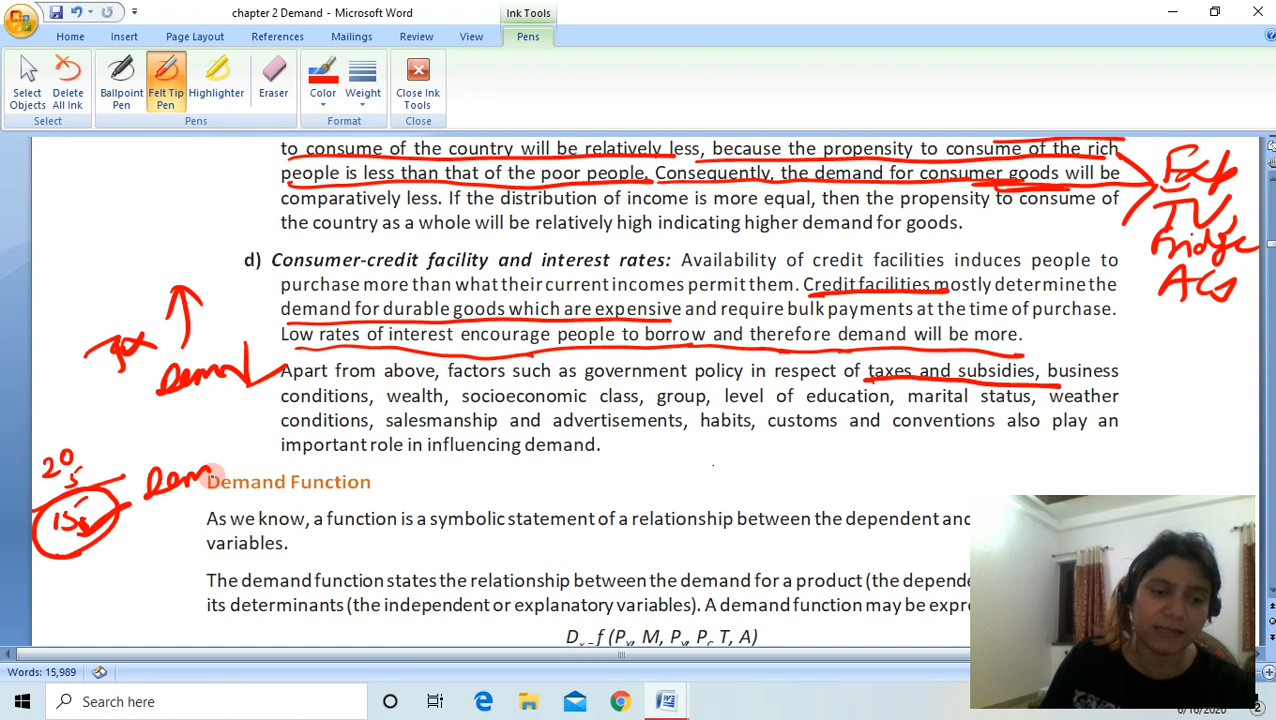 chapter 2 Demand - Microsoft Word
Ink Tools
Home Insert Page Layout References Mailings Review View Pens
Select Objects
Delete All Ink
Ballpoint Pen
Felt Tip Pen
Highlighter
Eraser
Color
Weight
Close Ink Tools
Select
Pens
Format
Close
to consume of the country will be relatively less, because the propensity to consume of the rich
people is less than that of the poor people. Consequently, the demand for consumer goods will be
comparatively less. If the distribution of income is more equal, then the propensity to consume of
the country as a whole will be relatively high indicating higher demand for goods.
TV,
Fridge
ACs
d) Consumer-credit facility and interest rates: Availability of credit facilities induces people to
purchase more than what their current incomes permit them. Credit facilities mostly determine the
demand for durable goods which are expensive and require bulk payments at the time of purchase.
Low rates of interest encourage people to borrow and therefore demand will be more.
Demand
Apart from above, factors such as government policy in respect of taxes and subsidies, business
conditions, wealth, socioeconomic class, group, level of education, marital status, weather
conditions, salesmanship and advertisements, habits, customs and conventions also play an
important role in influencing demand.
20
5
15
Dem
Demand Function
As we know, a function is a symbolic statement of a relationship between the dependent and
variables.
The demand function states the relationship between the demand for a product (the depende
its determinants (the independent or explanatory variables). A demand function may be expre
Words: 15,989
Search here
6/16/2020
2